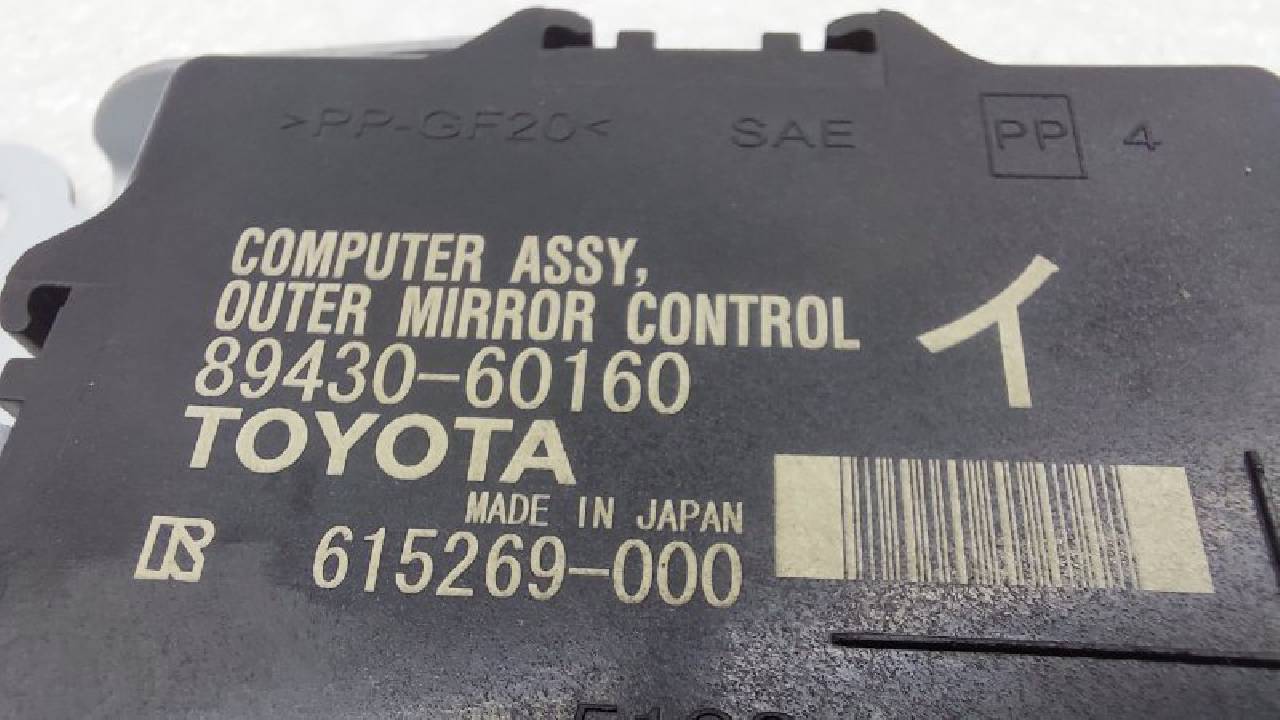 >PP-GF20< SAE PP 4
COMPUTER ASSY,
OUTER MIRROR CONTROL
イ
89430-60160
TOYOTA
MADE IN JAPAN
615269-000